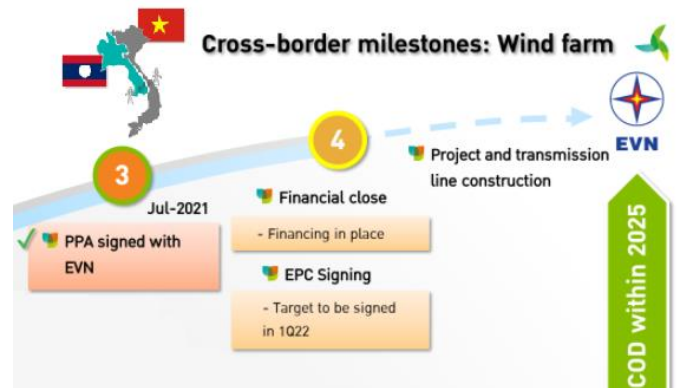 Cross-border milestones: Wind farm
EVN
4
Project and transmission
line construction
3
Jul-2021
PPA signed with
EVN
Financial close
- Financing in place
EPC Signing
- Target to be signed
in 1Q22
COD within 2025